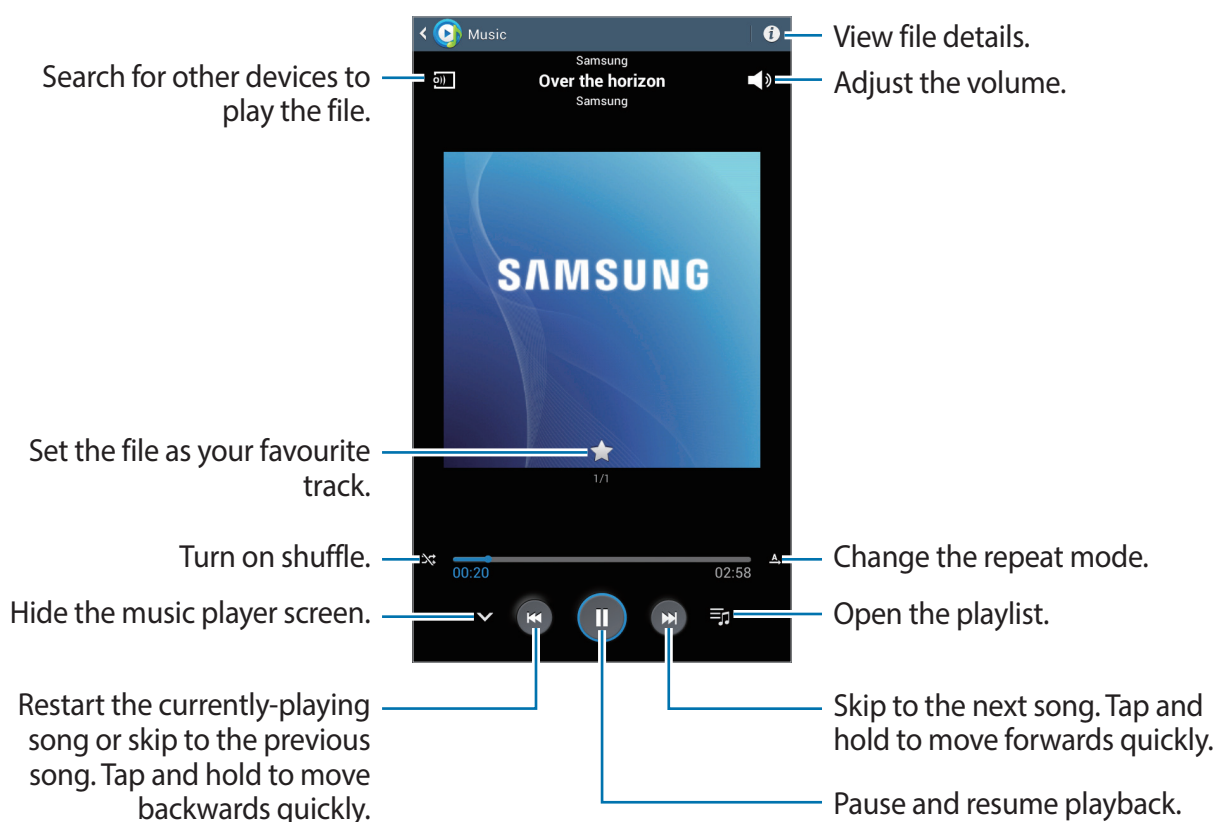 Music
View file details.
Search for other devices to
play the file.
Samsung
Over the horizon
Samsung
Adjust the volume.
SAMSUNG
Set the file as your favourite
track.
1/1
Turn on shuffle.
00:20
02:58
A
Change the repeat mode.
Hide the music player screen.
Open the playlist.
Restart the currently-playing
song or skip to the previous
song. Tap and hold to move
backwards quickly.
Skip to the next song. Tap and
hold to move forwards quickly.
Pause and resume playback.